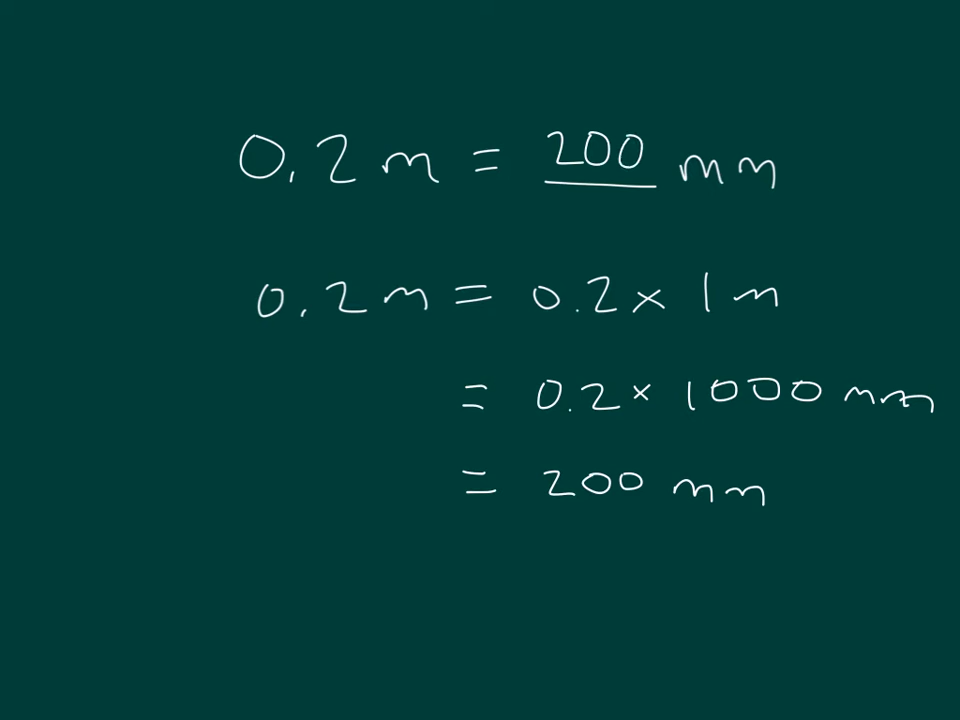 0.2 m = 200 mm
0.2 m = 0.2 × 1 m
= 0.2 × 1000 mm
= 200 mm